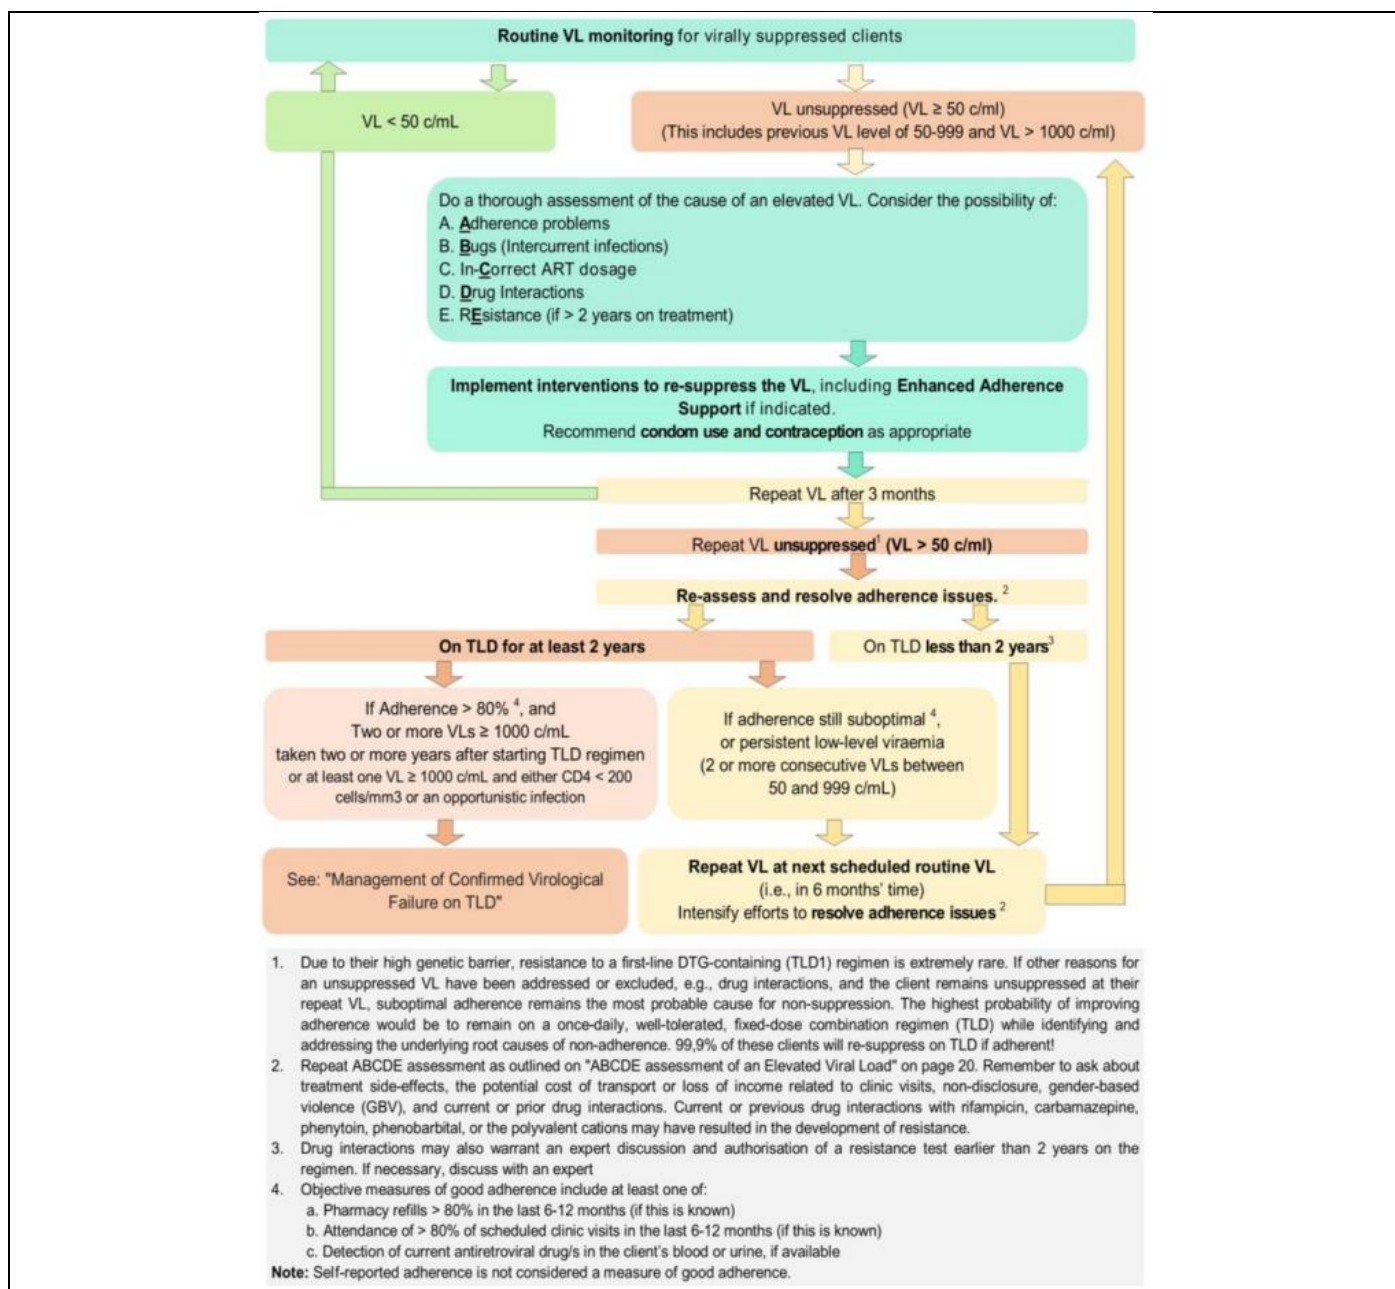 Routine VL monitoring for virally suppressed clients
VL < 50 c/mL
VL unsuppressed (VL ≥ 50 c/ml)
(This includes previous VL level of 50-999 and VL > 1000 c/ml)
Do a thorough assessment of the cause of an elevated VL. Consider the possibility of:
A. Adherence problems
B. Bugs (Intercurrent infections)
C. In-Correct ART dosage
D. Drug Interactions
E. REsistance (if > 2 years on treatment)
Implement interventions to re-suppress the VL, including Enhanced Adherence
Support if indicated.
Recommend condom use and contraception as appropriate
Repeat VL after 3 months
Repeat VL unsuppressed¹ (VL > 50 c/ml)
Re-assess and resolve adherence issues. ²
On TLD for at least 2 years
On TLD less than 2 years³
If Adherence > 80% ⁴, and
Two or more VLs ≥ 1000 c/mL
taken two or more years after starting TLD regimen
or at least one VL ≥ 1000 c/mL and either CD4 < 200
cells/mm3 or an opportunistic infection
If adherence still suboptimal ⁴,
or persistent low-level viraemia
(2 or more consecutive VLs between
50 and 999 c/mL)
See: "Management of Confirmed Virological
Failure on TLD"
Repeat VL at next scheduled routine VL
(i.e., in 6 months' time)
Intensify efforts to resolve adherence issues ²
1. Due to their high genetic barrier, resistance to a first-line DTG-containing (TLD1) regimen is extremely rare. If other reasons for
an unsuppressed VL have been addressed or excluded, e.g., drug interactions, and the client remains unsuppressed at their
repeat VL, suboptimal adherence remains the most probable cause for non-suppression. The highest probability of improving
adherence would be to remain on a once-daily, well-tolerated, fixed-dose combination regimen (TLD) while identifying and
addressing the underlying root causes of non-adherence. 99,9% of these clients will re-suppress on TLD if adherent!
2. Repeat ABCDE assessment as outlined on "ABCDE assessment of an Elevated Viral Load" on page 20. Remember to ask about
treatment side-effects, the potential cost of transport or loss of income related to clinic visits, non-disclosure, gender-based
violence (GBV), and current or prior drug interactions. Current or previous drug interactions with rifampicin, carbamazepine,
phenytoin, phenobarbital, or the polyvalent cations may have resulted in the development of resistance.
3. Drug interactions may also warrant an expert discussion and authorisation of a resistance test earlier than 2 years on the
regimen. If necessary, discuss with an expert
4. Objective measures of good adherence include at least one of:
a. Pharmacy refills > 80% in the last 6-12 months (if this is known)
b. Attendance of > 80% of scheduled clinic visits in the last 6-12 months (if this is known)
c. Detection of current antiretroviral drug/s in the client's blood or urine, if available
Note: Self-reported adherence is not considered a measure of good adherence.